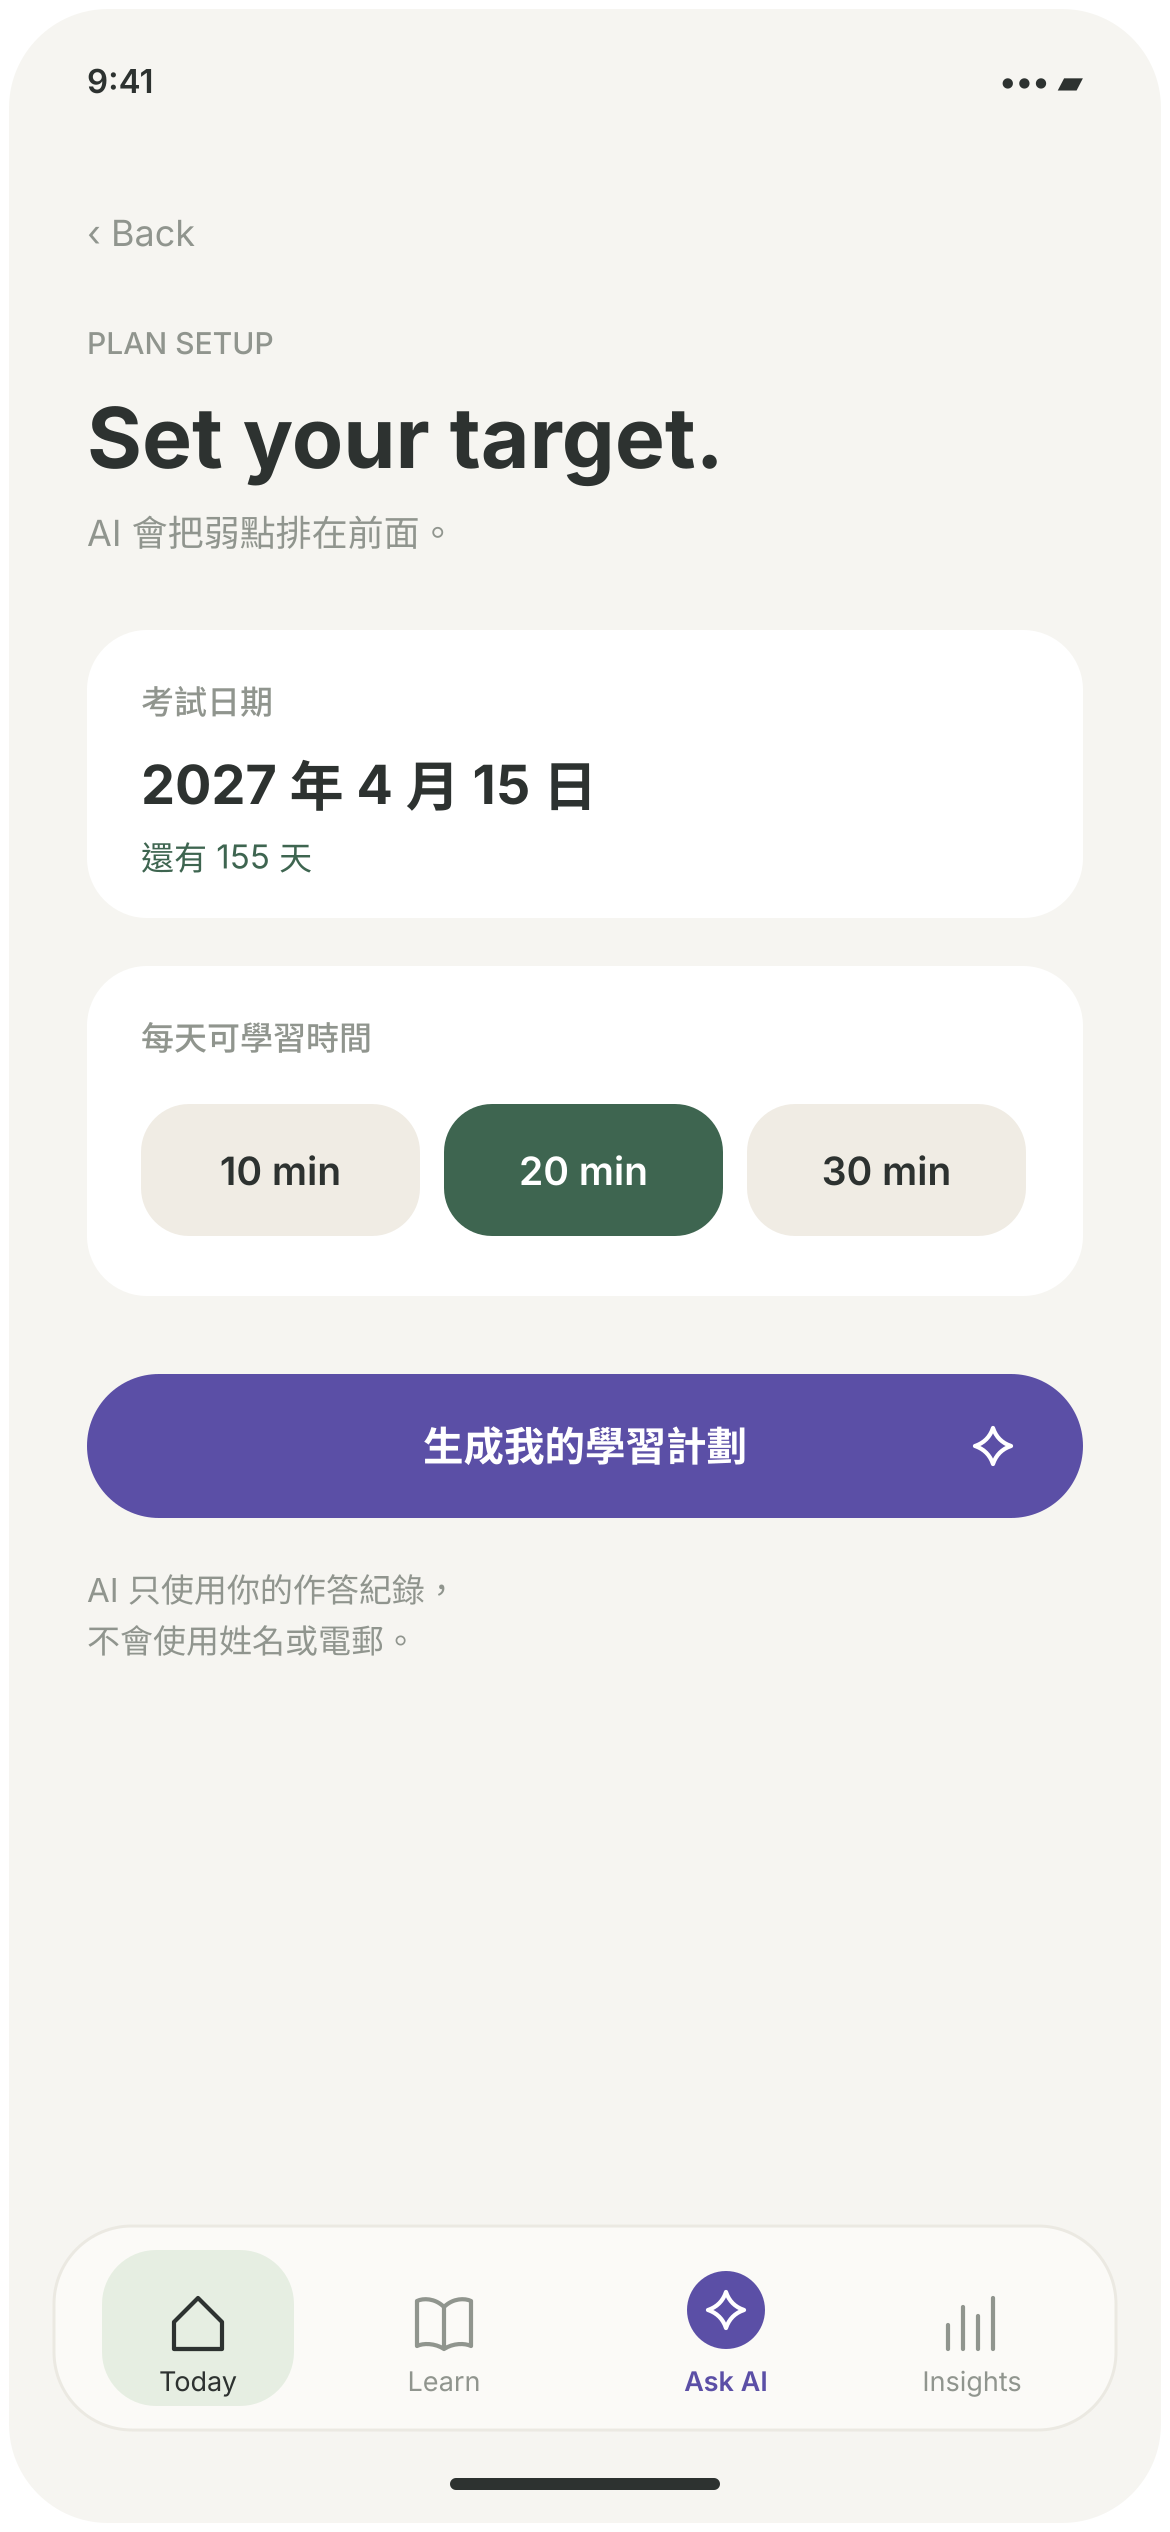 9:41
‹ Back
PLAN SETUP
Set your target.
AI 會把弱點排在前面。
考試日期
2027 年 4 月 15 日
還有 155 天
每天可學習時間
10 min
20 min
30 min
生成我的學習計劃
AI 只使用你的作答紀錄，
不會使用姓名或電郵。
Today
Learn
Ask AI
Insights